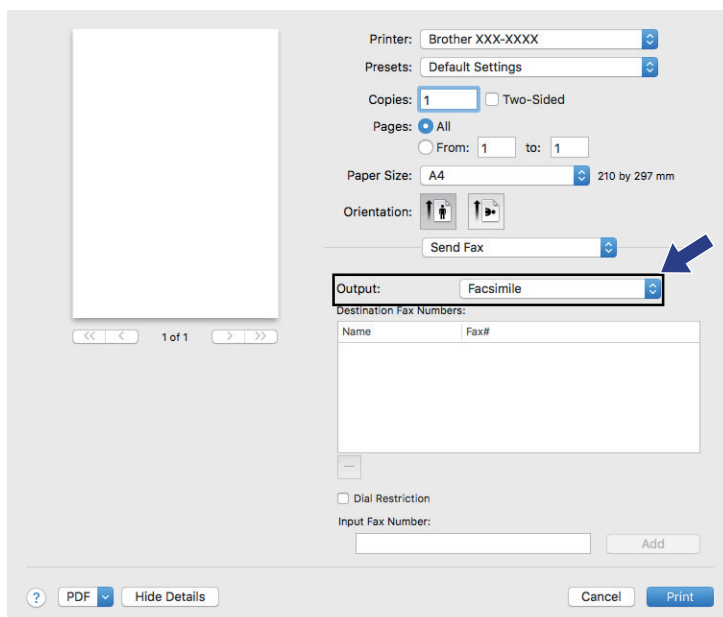 Printer: Brother XXX-XXXX
Presets: Default Settings
Copies: 1 Two-Sided
Pages: All
From: 1 to: 1
Paper Size: A4 210 by 297 mm
Orientation:
Send Fax
Output: Facsimile
Destination Fax Numbers:
Name Fax#
<< < 1 of 1 > >>
Dial Restriction
Input Fax Number:
Add
? PDF Hide Details Cancel Print